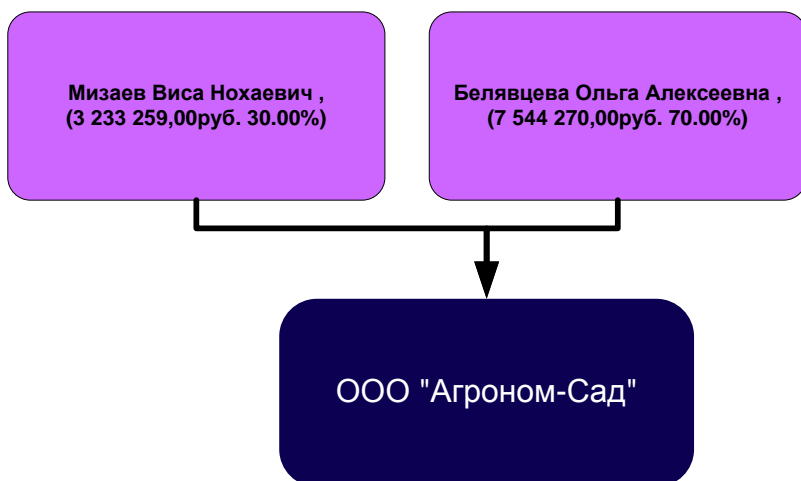 Мизаев Виса Нохаевич ,
(3 233 259,00руб. 30.00%)
Белявцева Ольга Алексеевна ,
(7 544 270,00руб. 70.00%)
ООО "Агроном-Сад"